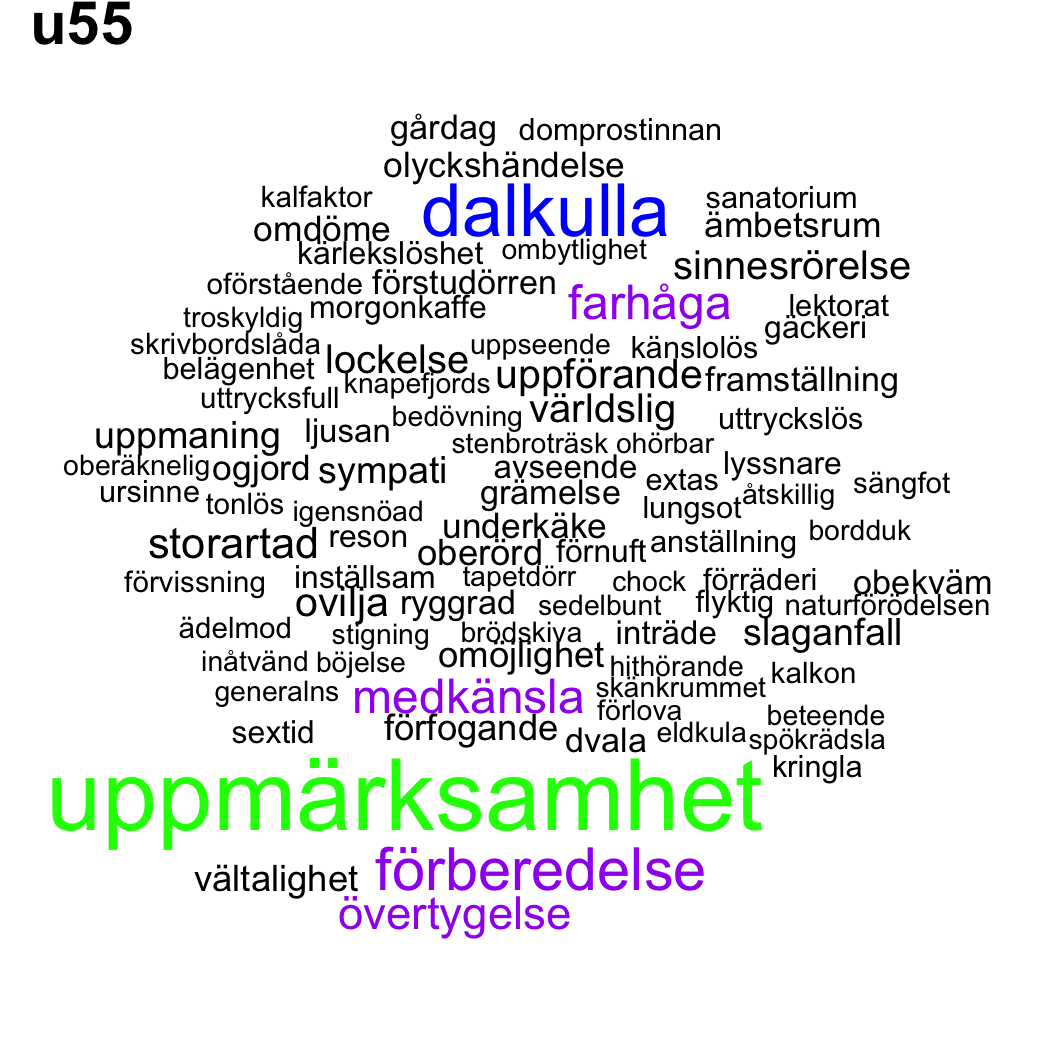 u55
gårdag domprostinnan
olyckshändelse
kalfaktor dalkulla sanatorium
omdöme ämbetsrum
kärlekslöshet ombytlighet
sinnesrörelse
oförstående förstudörren
farhåga
troskyldig morgonkaffe lektorat
gäckeri
skrivbordslåda lockelse uppseende känslolös
belägenhet knapefjords uppförande framställning
uttrycksfull bedövning världslig uttryckslös
uppmaning ljusan stenbroträsk ohörbar
oberäknelig ogjord sympati avseende extas lyssnare
ursinne tonlös igensnöad grämelse lungsot åtskillig sängfot
storartad reson underkäke bordduk
oberörd förnuft anställning
förvissning inställsam tapetdörr chock förräderi obekväm
ovilja ryggrad sedelbunt flyktig naturförödelsen
ädelmod stigning brödskiva inträde slaganfall
inåtvänd böjelse omöjlighet hithörande kalkon
generalns medkänsla skänkrummet
förlova beteende
sextid förfogande dvala eldkula spökrädsla
kringla
uppmärksamhet
vältalighet förberedelse
övertygelse